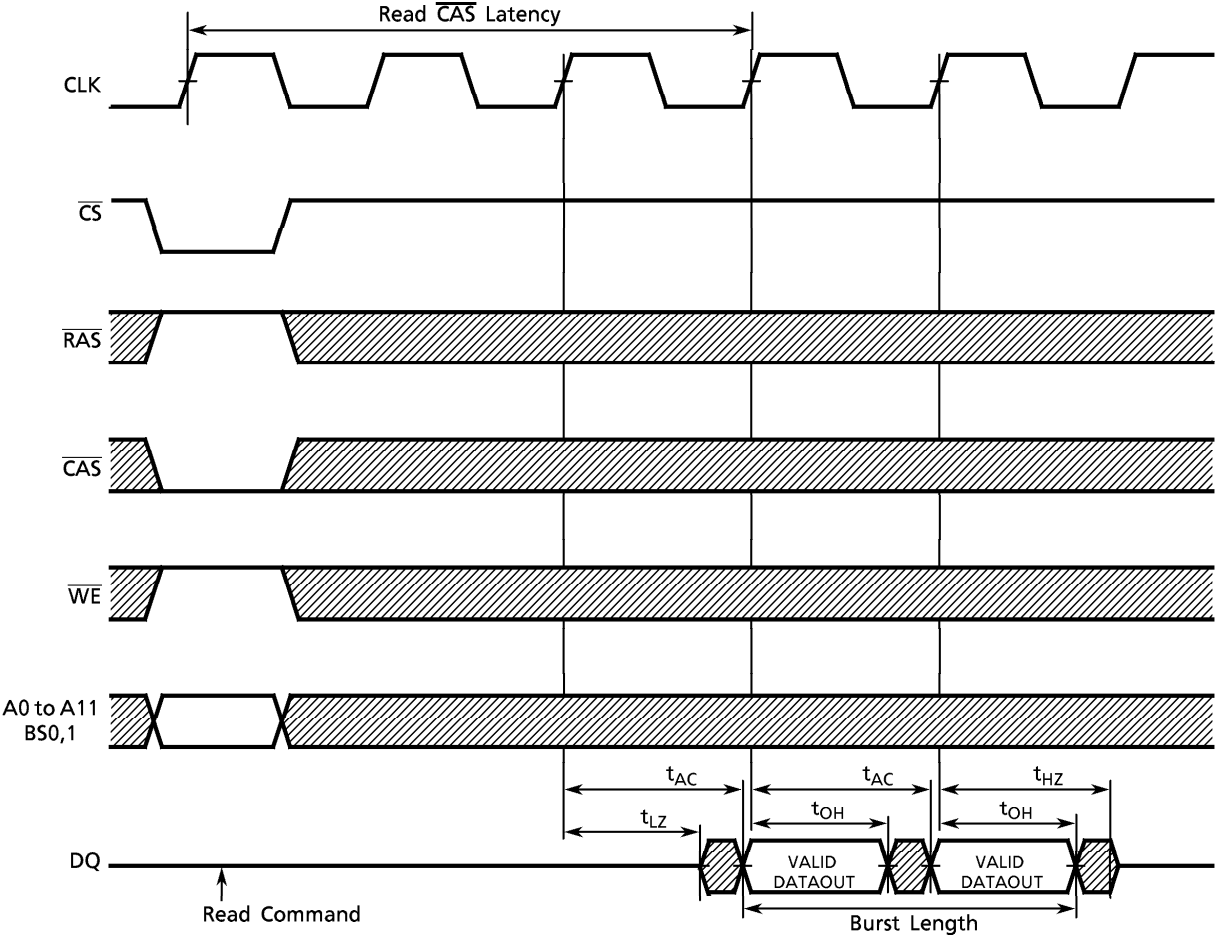 Read CAS Latency
CLK
CS
RAS
CAS
WE
A0 to A11
BS0,1
tAC
tAC
tHZ
tLZ
tOH
tOH
DQ
VALID
DATAOUT
VALID
DATAOUT
Read Command
Burst Length